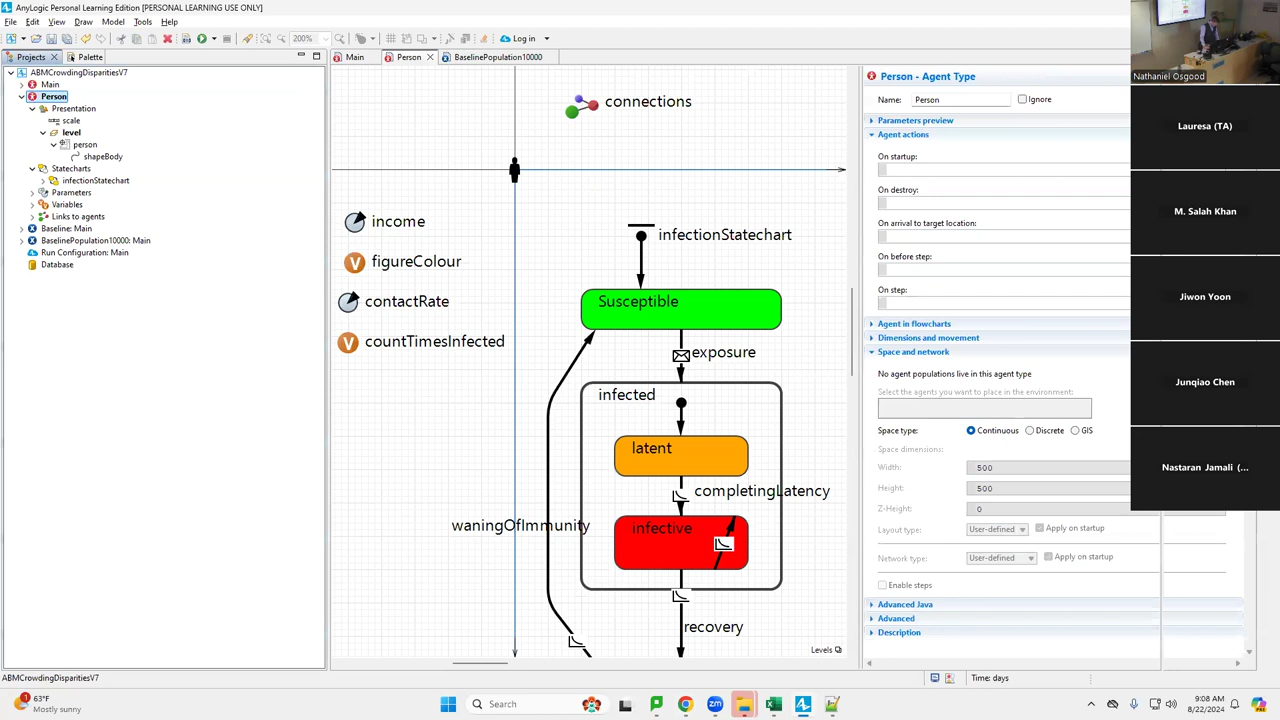 AnyLogic Personal Learning Edition [PERSONAL LEARNING USE ONLY]
File Edit View Draw Model Tools Help
200%
Log in
Projects
Palette
Main
Person
BaselinePopulation10000
ABMCrowdingDisparitiesV7
Main
Person
Presentation
scale
level
person
shapeBody
Statecharts
infectionStatechart
Parameters
Variables
Links to agents
Baseline: Main
BaselinePopulation10000: Main
Run Configuration: Main
Database
connections
income
figureColour
contactRate
countTimesInfected
infectionStatechart
Susceptible
exposure
infected
latent
completingLatency
infective
waningOfImmunity
recovery
Levels
Person - Agent Type
Name: Person Ignore
Parameters preview
Agent actions
On startup:
On destroy:
On arrival to target location:
On before step:
On step:
Agent in flowcharts
Dimensions and movement
Space and network
No agent populations live in this agent type
Select the agents you want to place in the environment:
Space type: Continuous Discrete GIS
Space dimensions:
Width: 500
Height: 500
Z-Height: 0
Layout type: User-defined Apply on startup
Network type: User-defined Apply on startup
Enable steps
Advanced Java
Advanced
Description
Nathaniel Osgood
Lauresa (TA)
M. Salah Khan
Jiwon Yoon
Junqiao Chen
Nastaran Jamali (...
ABMCrowdingDisparitiesV7
Time: days
1
63°F
Mostly sunny
Search
9:08 AM
8/22/2024